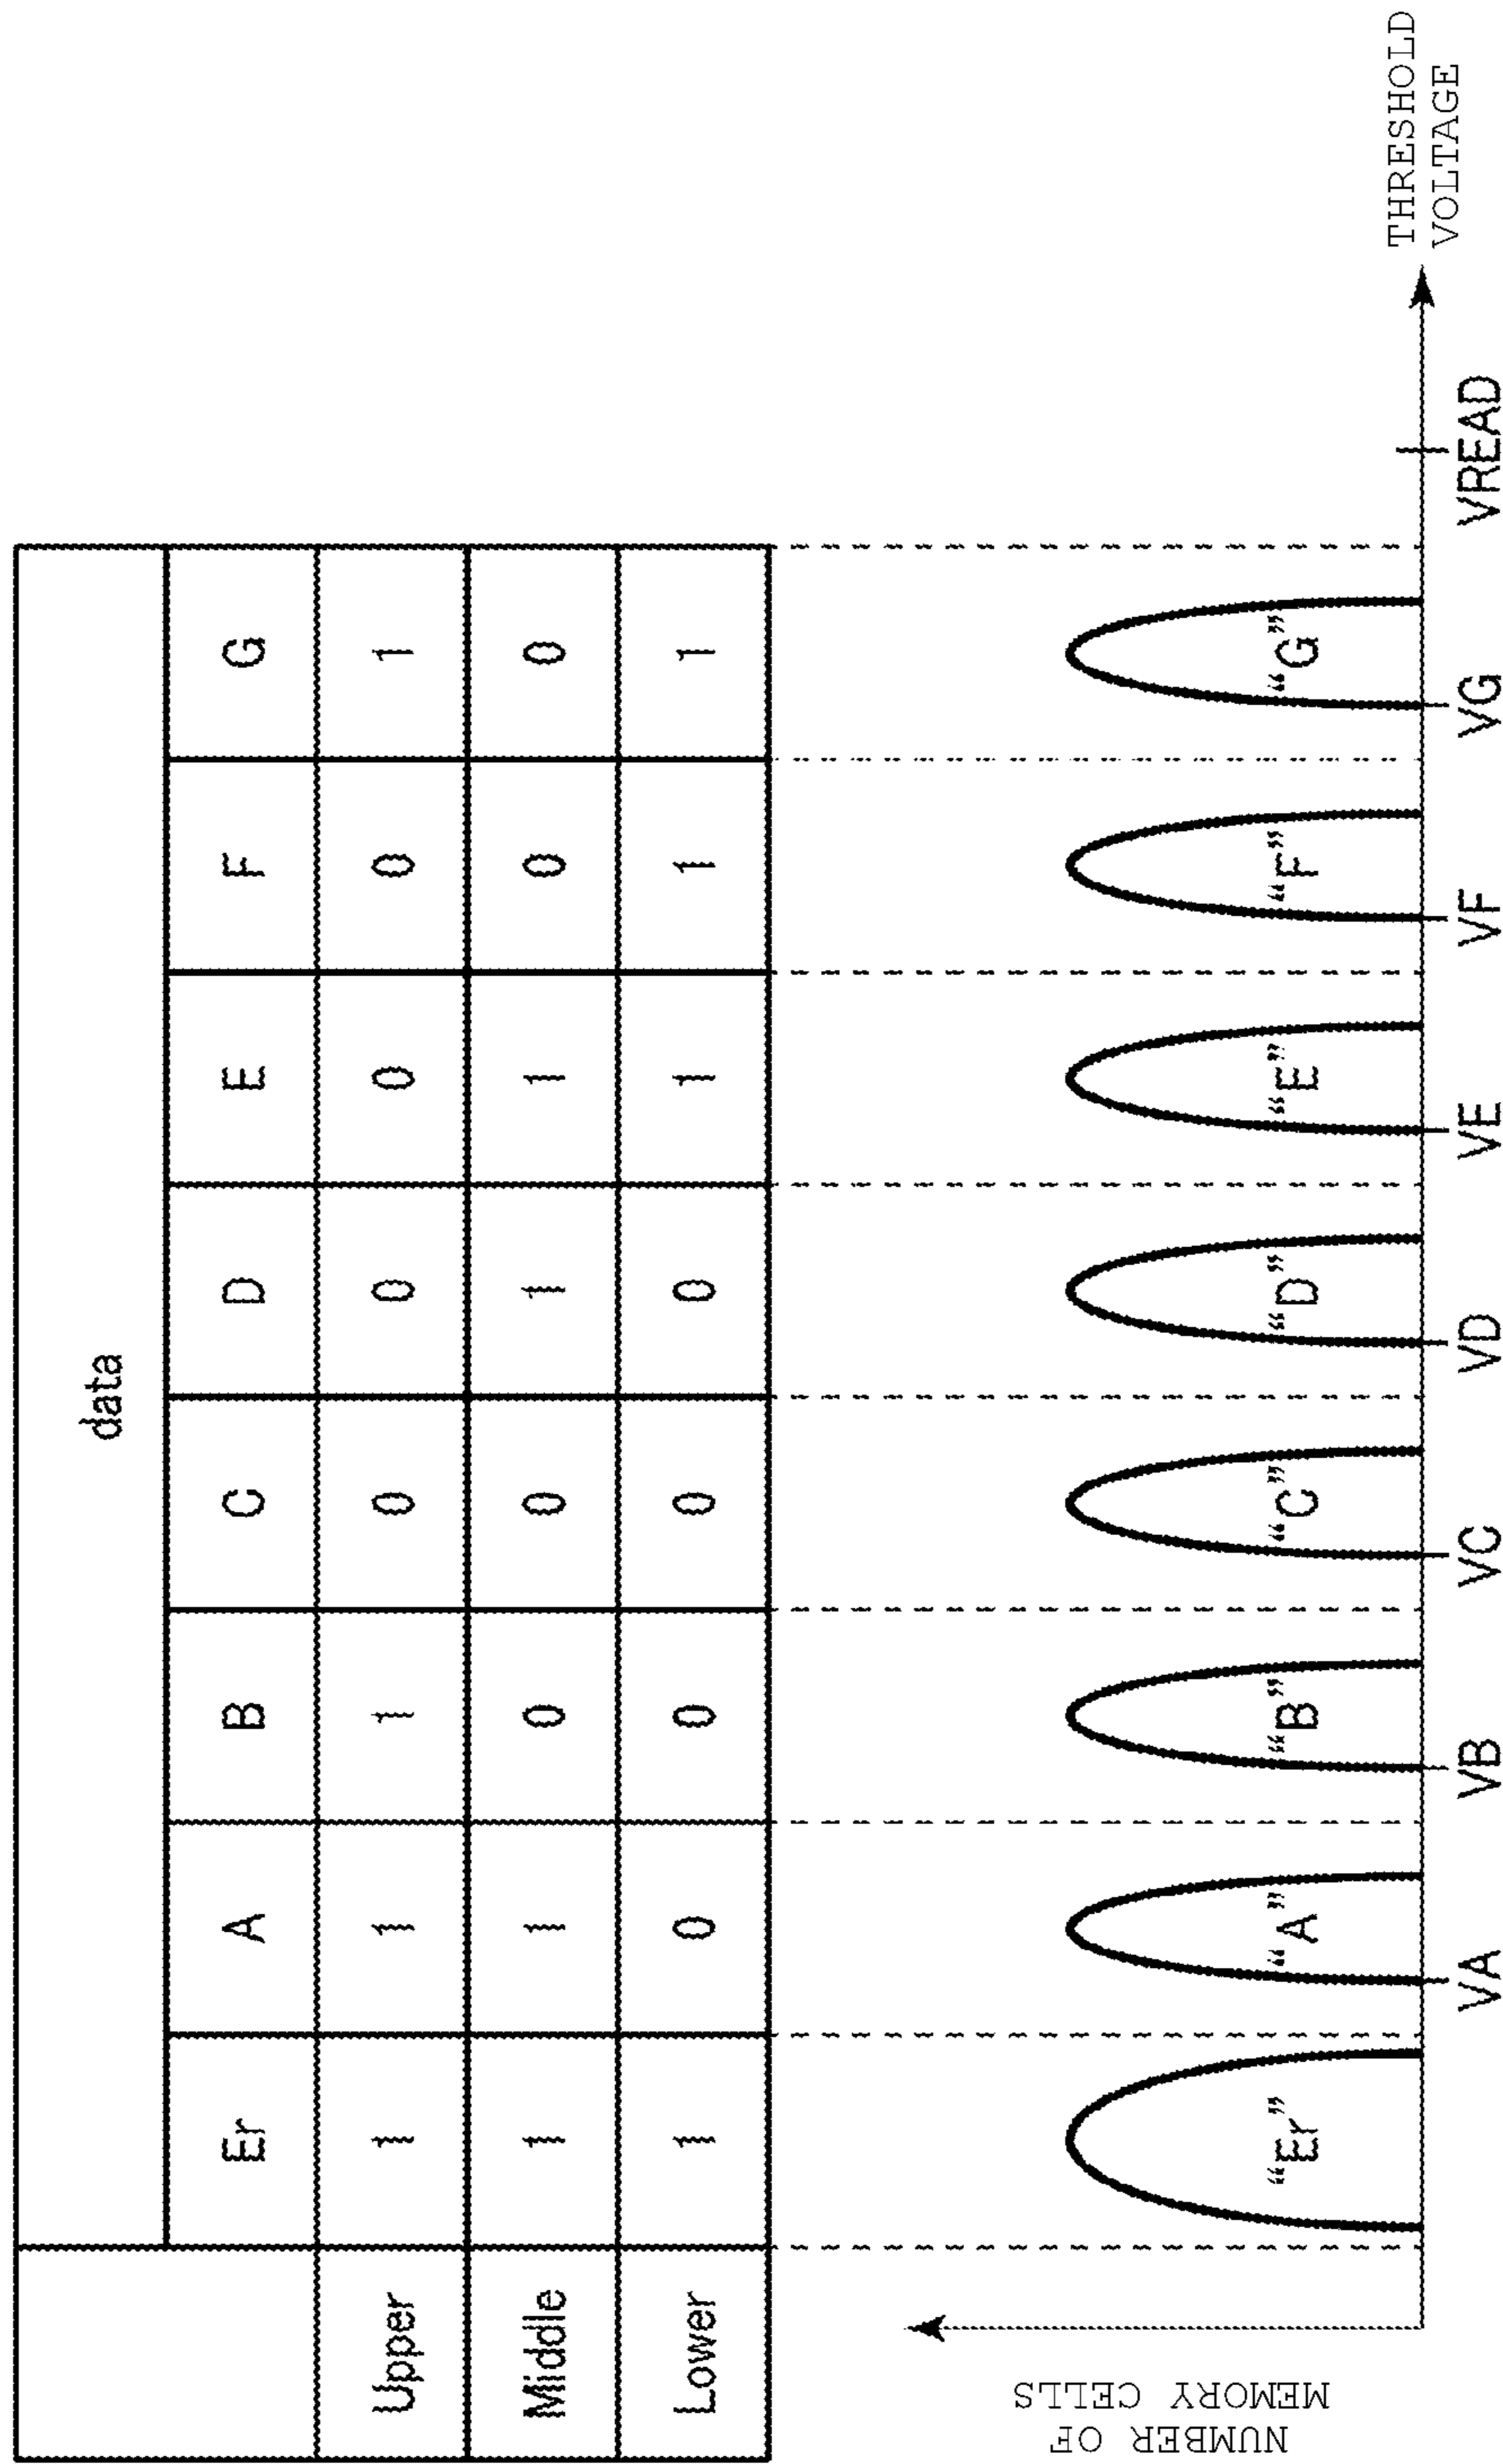 data
Er A B C D E F G
Upper 1 1 1 0 0 0 0 1
Middle 1 1 0 0 1 1 0 0
Lower 1 0 0 0 0 1 1 1
NUMBER OF
MEMORY CELLS
“Er” “A” “B” “C” “D” “E” “F” “G”
VA VB VC VD VE VF VG VREAD
THRESHOLD
VOLTAGE